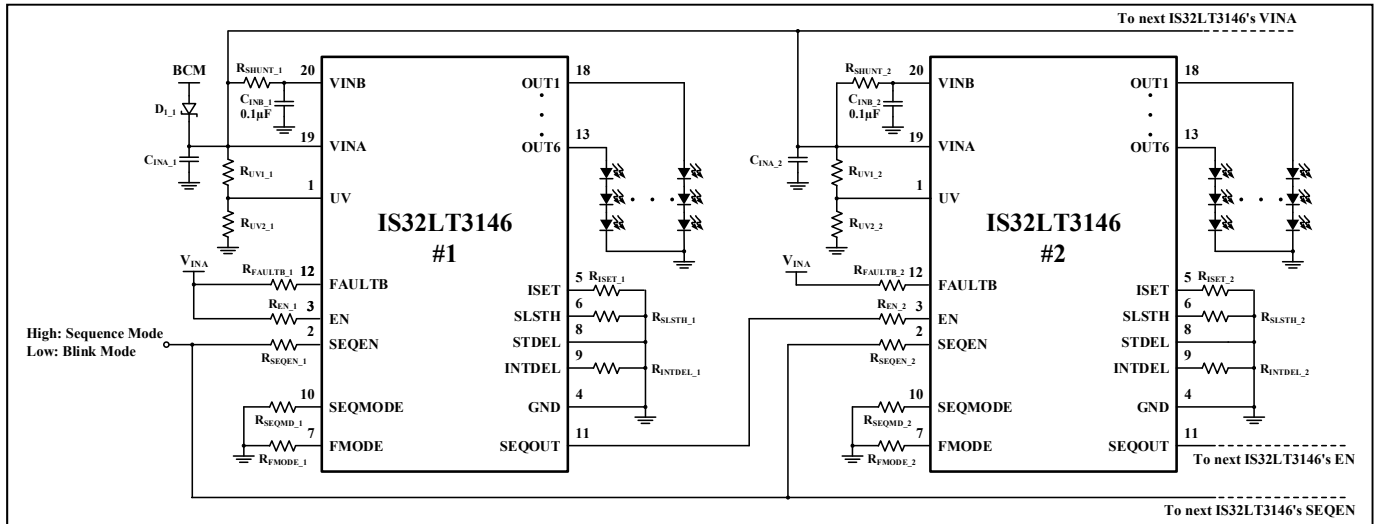 To next IS32LT3146's VINA
BCM
D1_1
CINA_1
RSHUNT_1
CINB_1
0.1µF
RUV1_1
RUV2_1
VINA
RFAULTB_1
REN_1
High: Sequence Mode
Low: Blink Mode
RSEQEN_1
RSEQMD_1
RFMODE_1
20 VINB
19 VINA
1 UV
12 FAULTB
3 EN
2 SEQEN
10 SEQMODE
7 FMODE
IS32LT3146
#1
OUT1 18
OUT6 13
ISET 5
SLSTH 6
STDEL 8
INTDEL 9
GND 4
SEQOUT 11
RISET_1
RSLSTH_1
RINTDEL_1
CINA_2
RSHUNT_2
CINB_2
0.1µF
RUV1_2
RUV2_2
VINA
RFAULTB_2
REN_2
RSEQEN_2
RSEQMD_2
RFMODE_2
20 VINB
19 VINA
1 UV
12 FAULTB
3 EN
2 SEQEN
10 SEQMODE
7 FMODE
IS32LT3146
#2
OUT1 18
OUT6 13
ISET 5
SLSTH 6
STDEL 8
INTDEL 9
GND 4
SEQOUT 11
RISET_2
RSLSTH_2
RINTDEL_2
To next IS32LT3146's EN
To next IS32LT3146's SEQEN